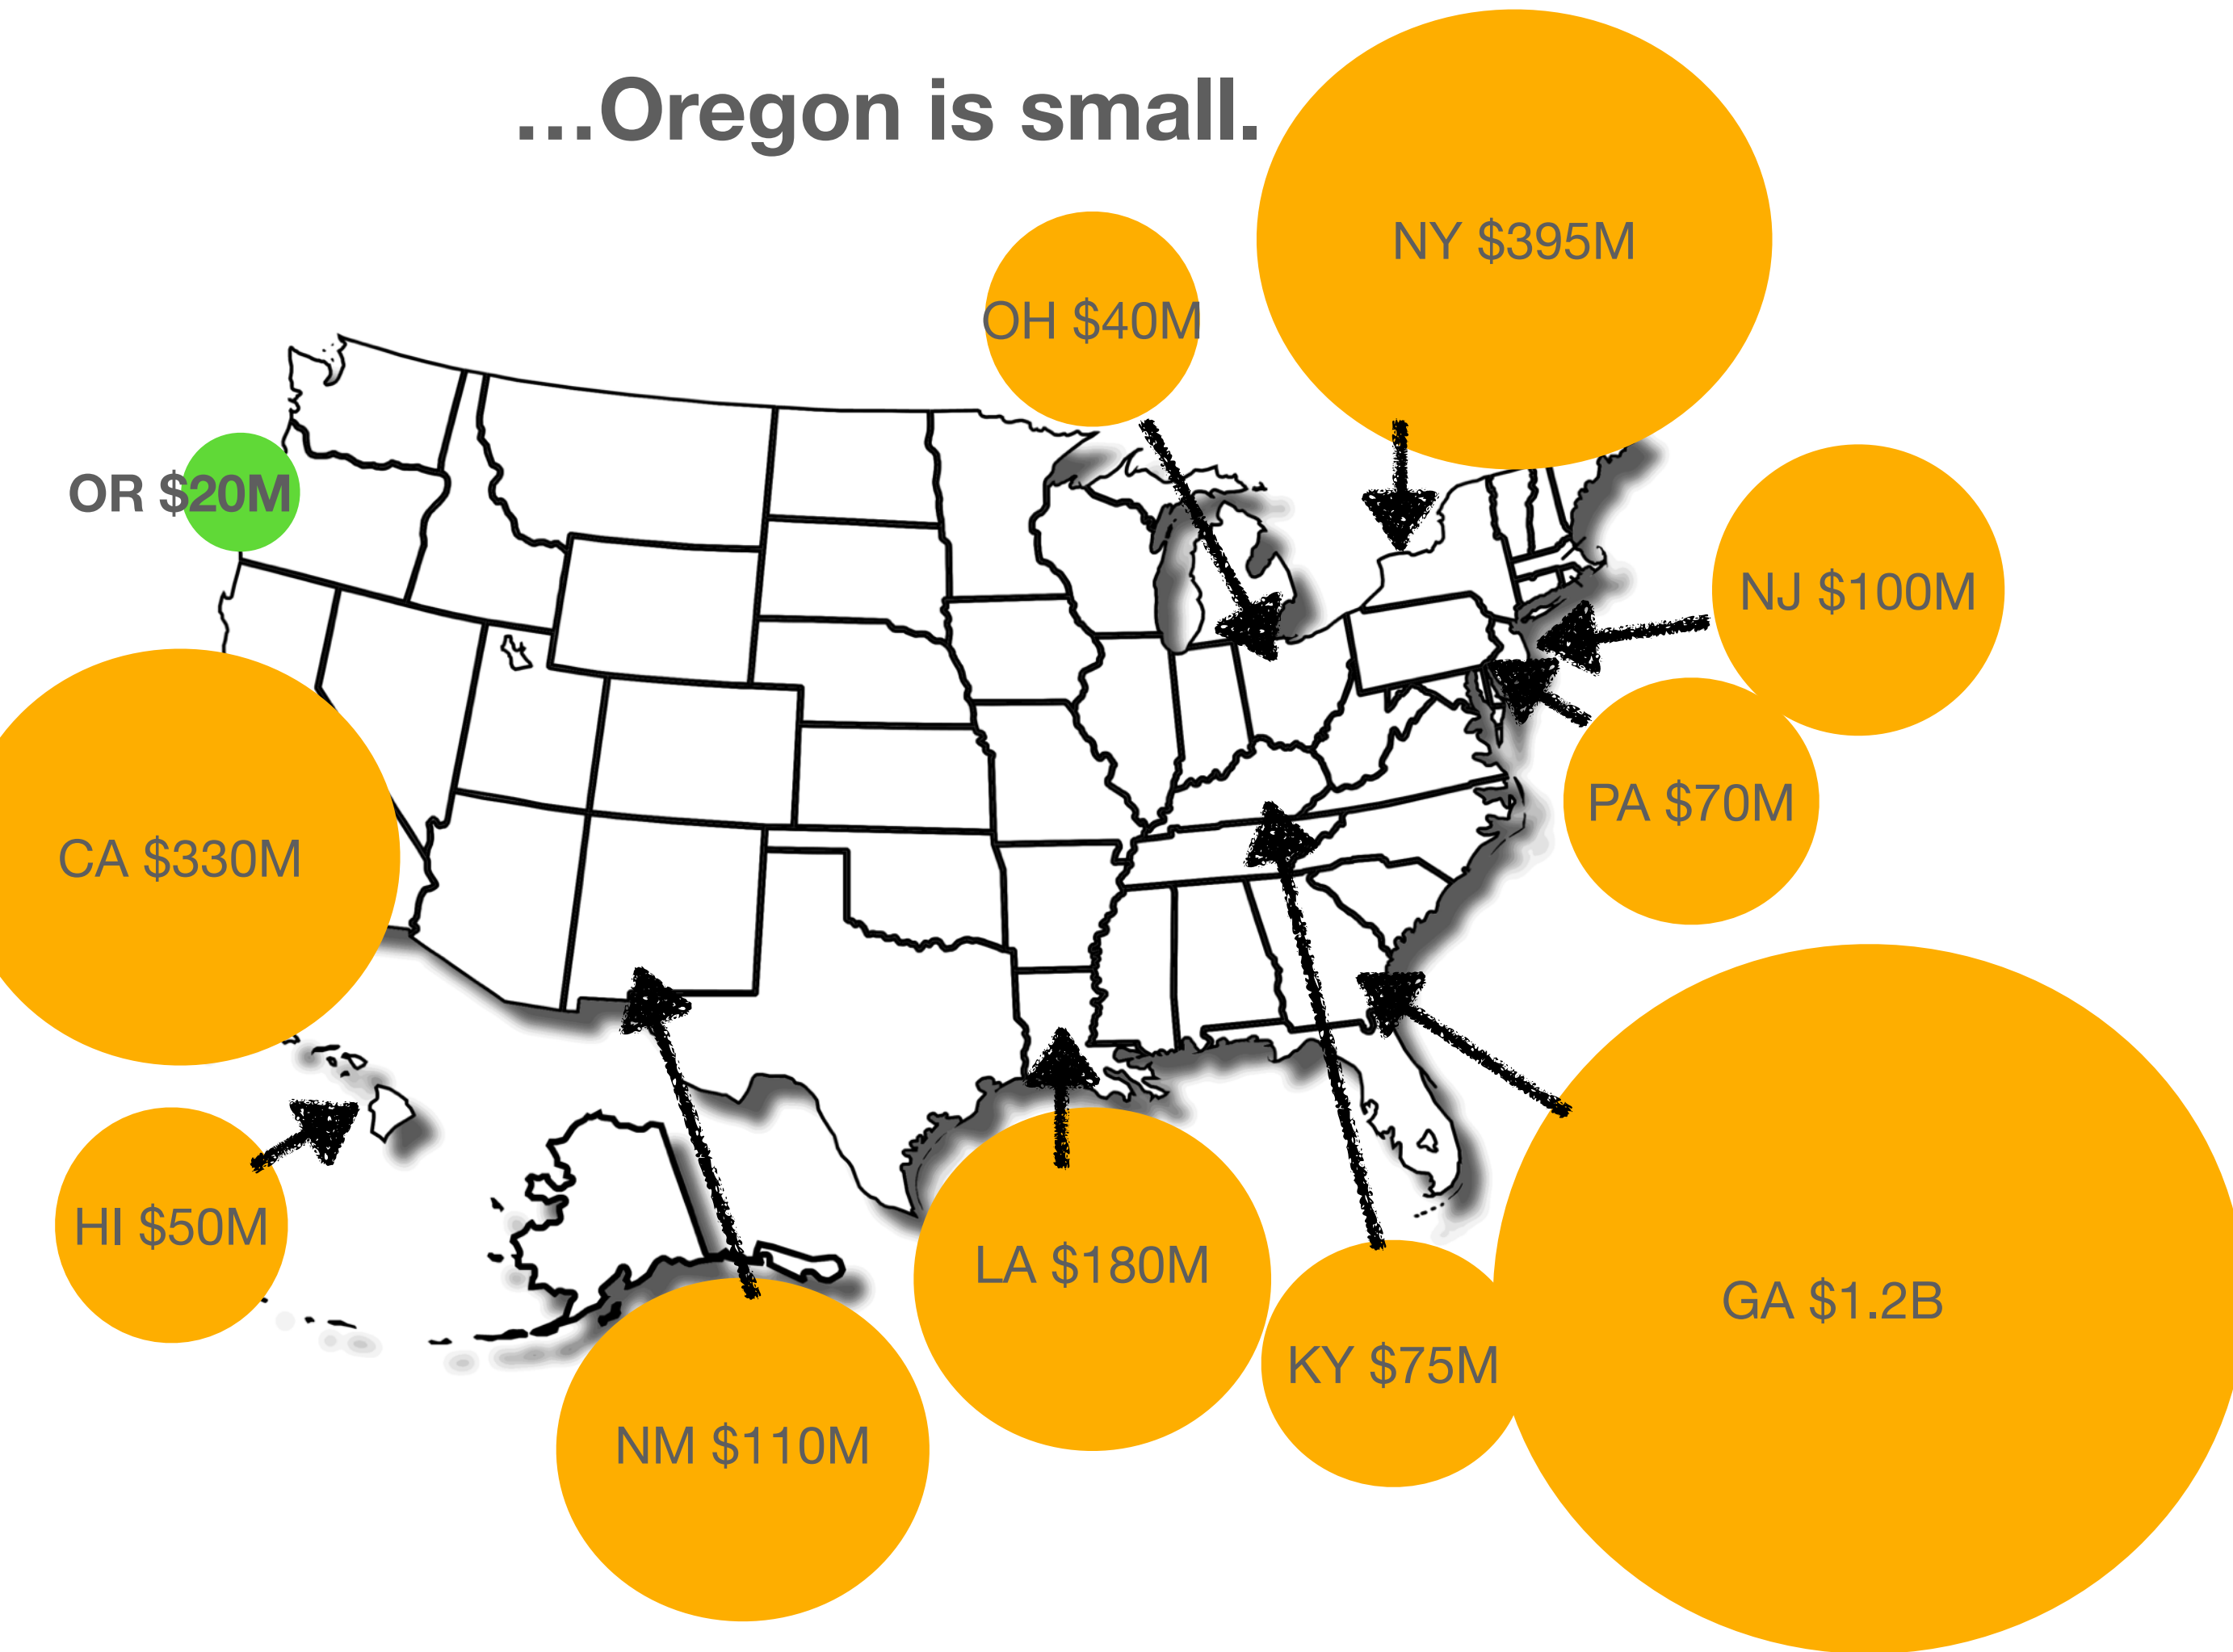 ...Oregon is small.
NY $395M
OH $40M
OR $20M
NJ $100M
PA $70M
CA $330M
HI $50M
LA $180M
GA $1.2B
KY $75M
NM $110M